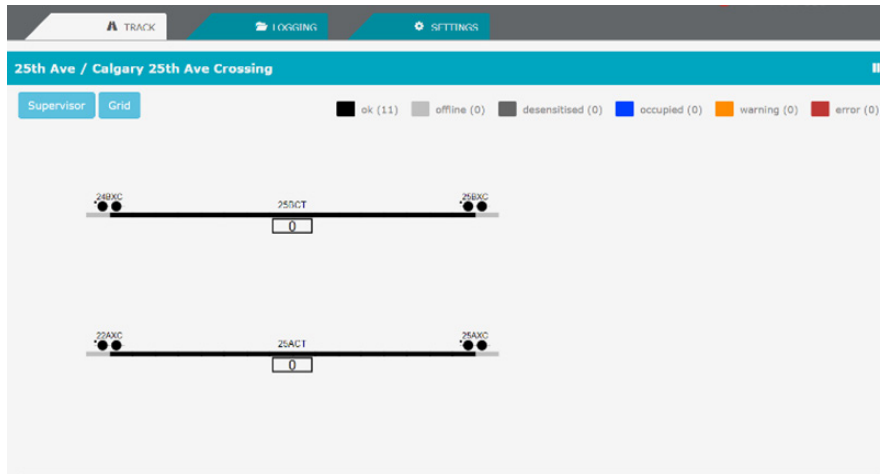 TRACK LOGGING SETTINGS
25th Ave / Calgary 25th Ave Crossing
Supervisor Grid ok (11) offline (0) desensitised (0) occupied (0) warning (0) error (0)
24BXC 25BCT 25BXC
0
22AXC 25ACT 25AXC
0